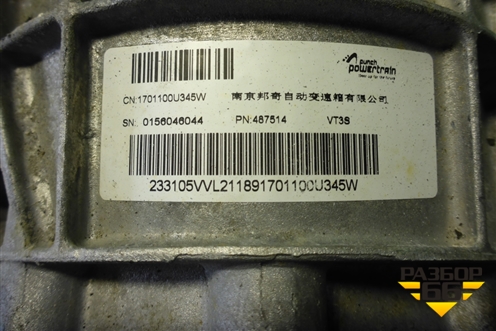 punch
powertrain
CN:1701100U345W 南京邦奇自动变速箱有限公司
SN: 0156046044 PN:487514 VT3S
233105VVL211891701100U345W
РАЗБОР
66